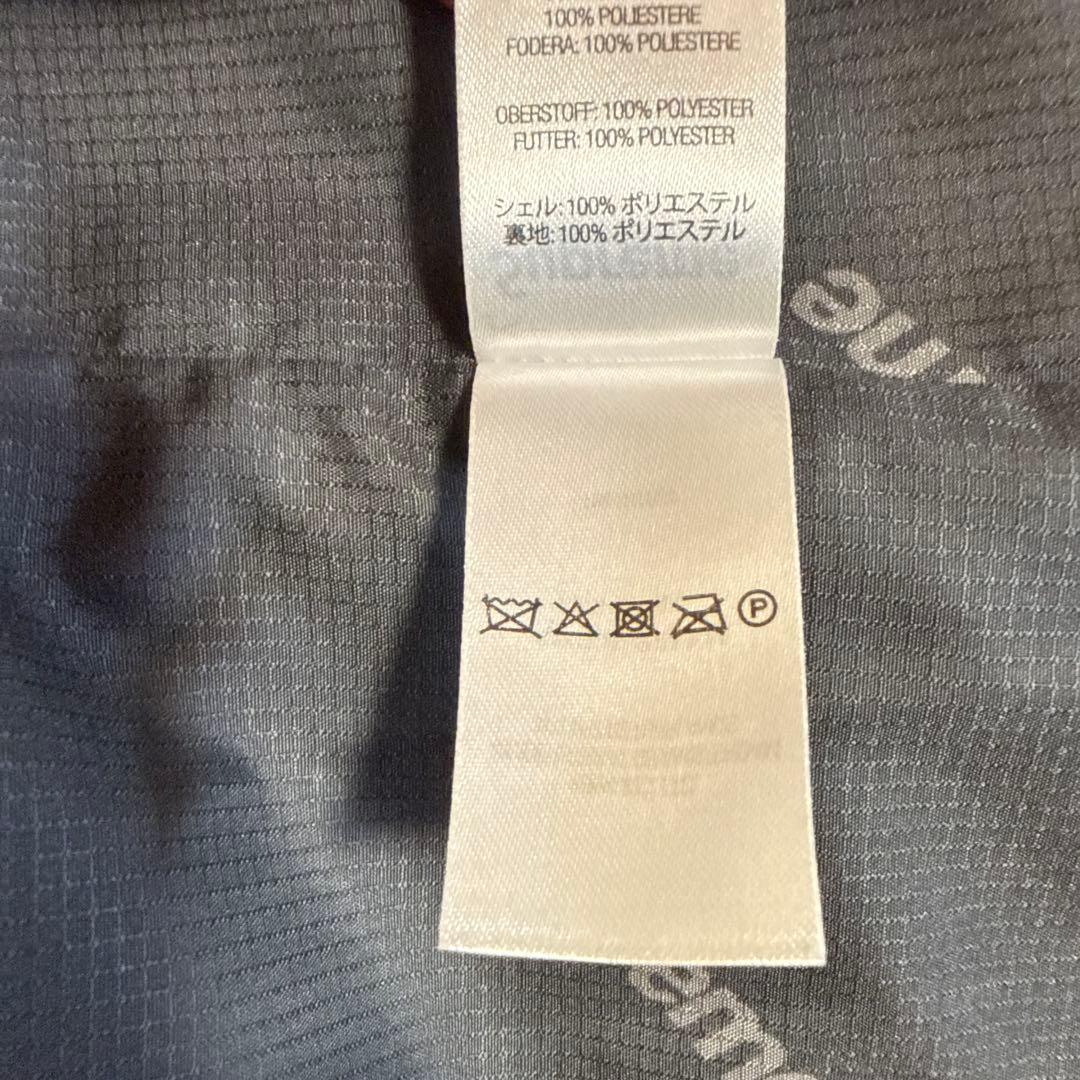 100% POLIESTERE
FODERA: 100% POLIESTERE
OBERSTOFF: 100% POLYESTER
FUTTER: 100% POLYESTER
シェル: 100% ポリエステル
裏地: 100% ポリエステル
P